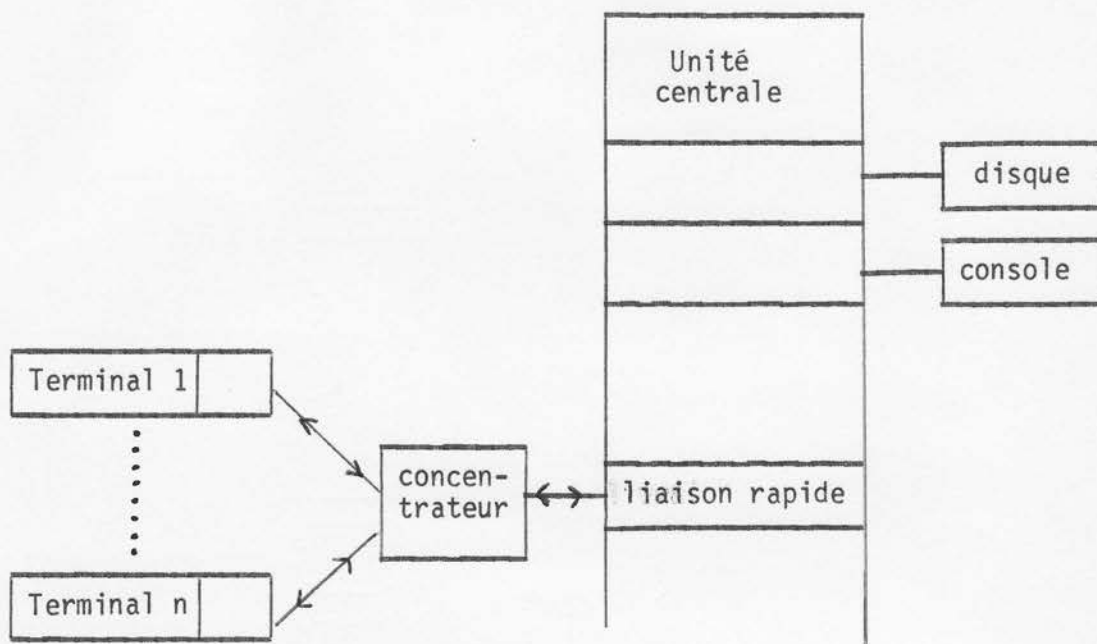 Unité
centrale
disque
console
Terminal 1
concen-
trateur
liaison rapide
Terminal n